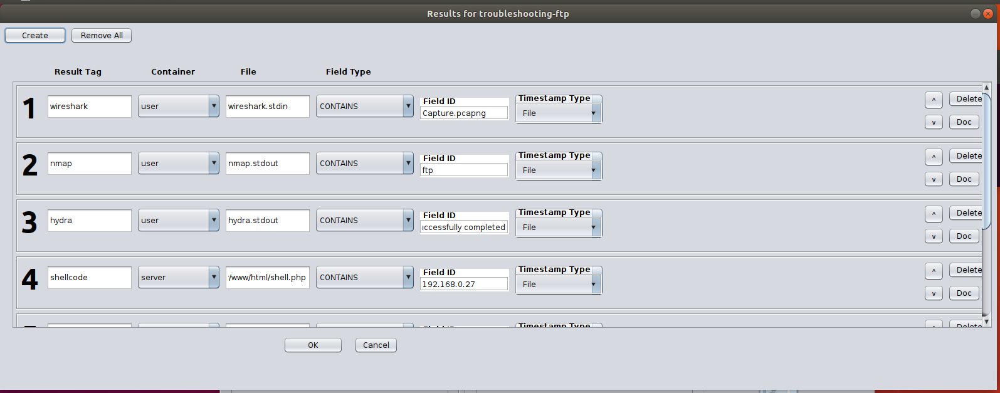 Results for troubleshooting-ftp
Create Remove All
Result Tag Container File Field Type
1 wireshark user wireshark.stdin CONTAINS Field ID Capture.pcapng Timestamp Type File ^ v Delete Doc
2 nmap user nmap.stdout CONTAINS Field ID ftp Timestamp Type File ^ v Delete Doc
3 hydra user hydra.stdout CONTAINS Field ID uccessfully completed Timestamp Type File ^ v Delete Doc
4 shellcode server /www/html/shell.php CONTAINS Field ID 192.168.0.27 Timestamp Type File ^ v Delete Doc
Timestamp Type Delete
OK Cancel